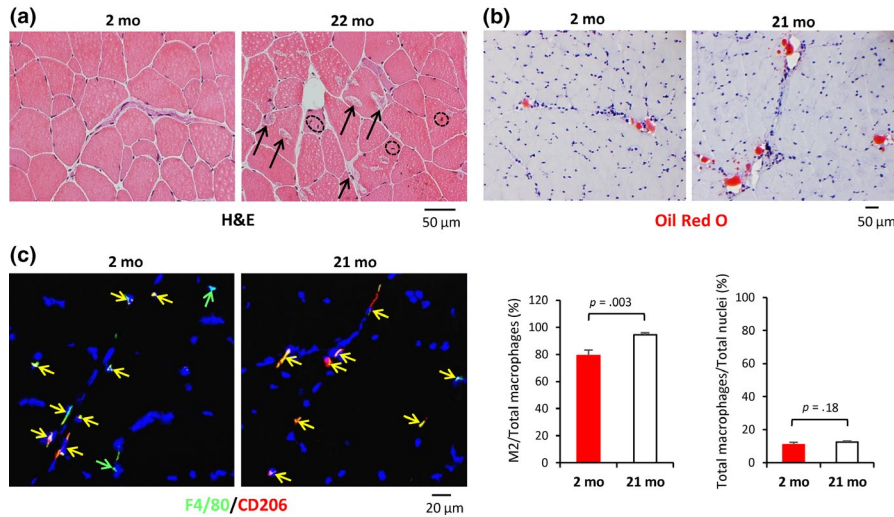 (a)
2 mo
22 mo
H&E
50 µm
(b)
2 mo
21 mo
Oil Red O
50 µm
(c)
2 mo
21 mo
F4/80/CD206
20 µm
M2/Total macrophages (%)
120
100
80
60
40
20
0
p = .003
2 mo
21 mo
Total macrophages/Total nuclei (%)
100
80
60
40
20
0
p = .18
2 mo
21 mo